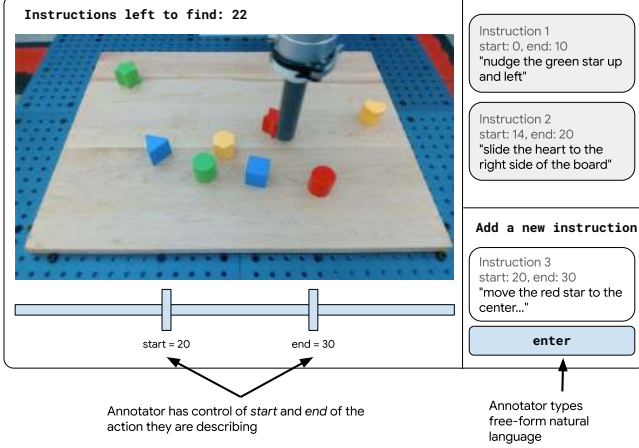 Instructions left to find: 22
Instruction 1
start: 0, end: 10
"nudge the green star up
and left"
Instruction 2
start: 14, end: 20
"slide the heart to the
right side of the board"
Add a new instruction
Instruction 3
start: 20, end: 30
"move the red star to the
center..."
enter
start = 20
end = 30
Annotator has control of start and end of the
action they are describing
Annotator types
free-form natural
language